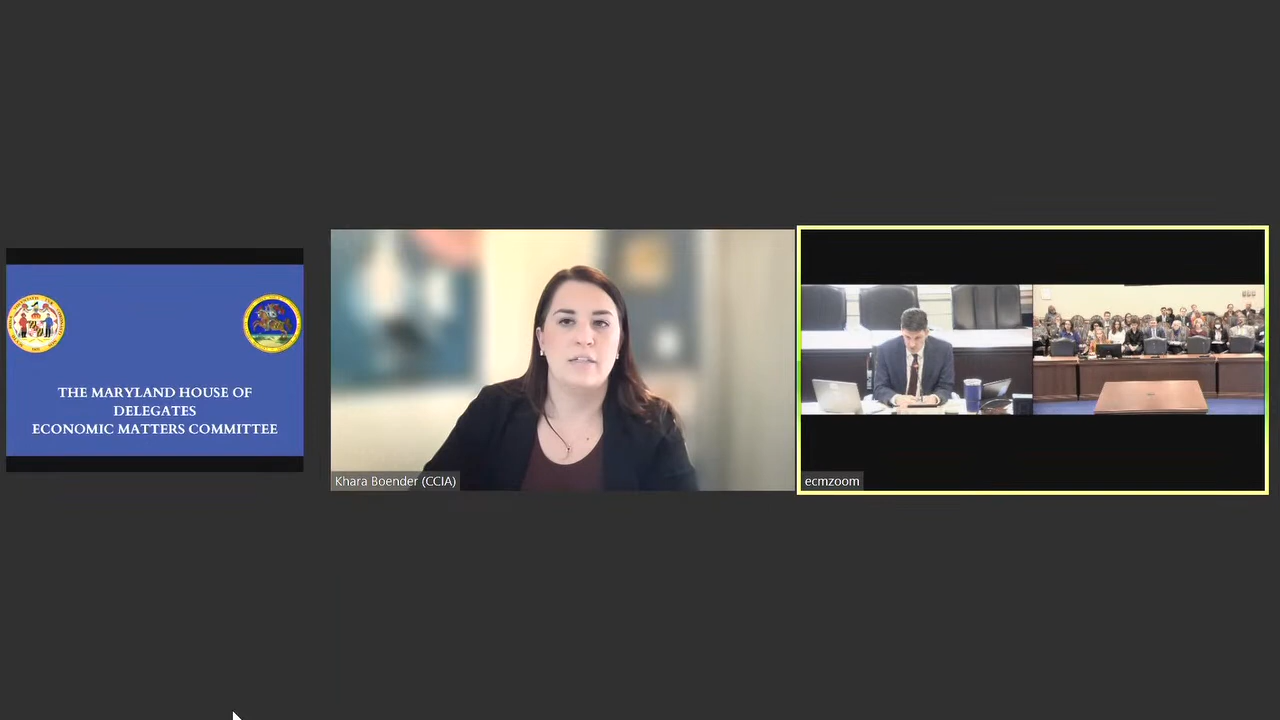 THE MARYLAND HOUSE OF
DELEGATES
ECONOMIC MATTERS COMMITTEE
Khara Boender (CCIA)
ecmzoom